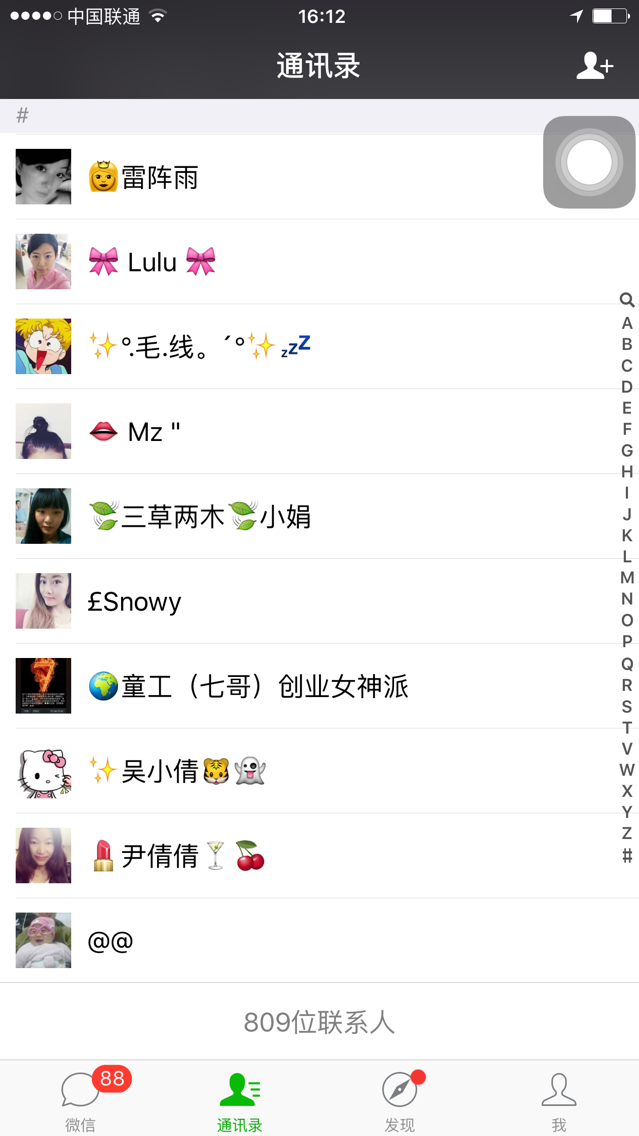 中国联通 16:12
通讯录
#
👸雷阵雨
🎀 Lulu 🎀
✨°.毛.线。´°✨💤
👄 Mz "
🍃三草两木🍃小娟
£Snowy
🌍童工（七哥）创业女神派
✨吴小倩🐯👻
💄尹倩倩🍸🍒
@@
A
B
C
D
E
F
G
H
I
J
K
L
M
N
O
P
Q
R
S
T
V
W
X
Y
Z
#
809位联系人
88
微信 通讯录 发现 我